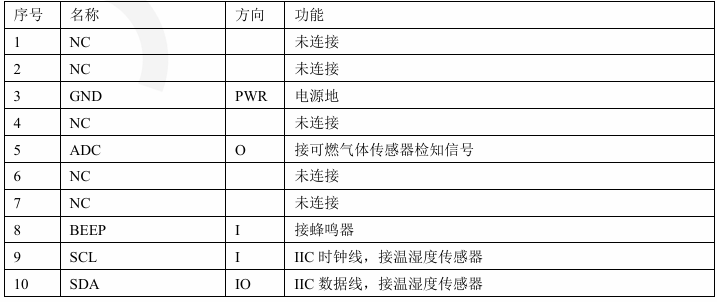 序号 名称 方向 功能
1 NC 未连接
2 NC 未连接
3 GND PWR 电源地
4 NC 未连接
5 ADC O 接可燃气体传感器检知信号
6 NC 未连接
7 NC 未连接
8 BEEP I 接蜂鸣器
9 SCL I IIC 时钟线，接温湿度传感器
10 SDA IO IIC 数据线，接温湿度传感器